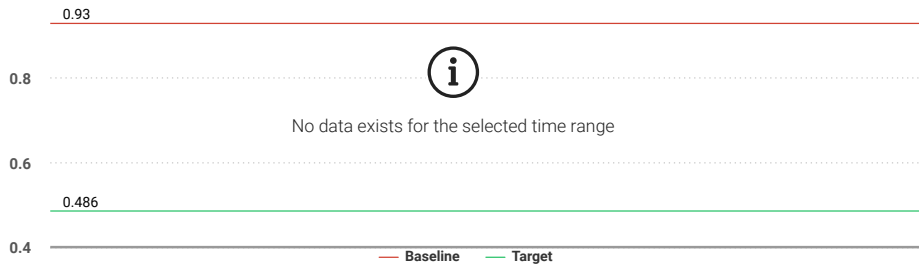 0.93
0.8
No data exists for the selected time range
0.6
0.486
0.4
Baseline Target